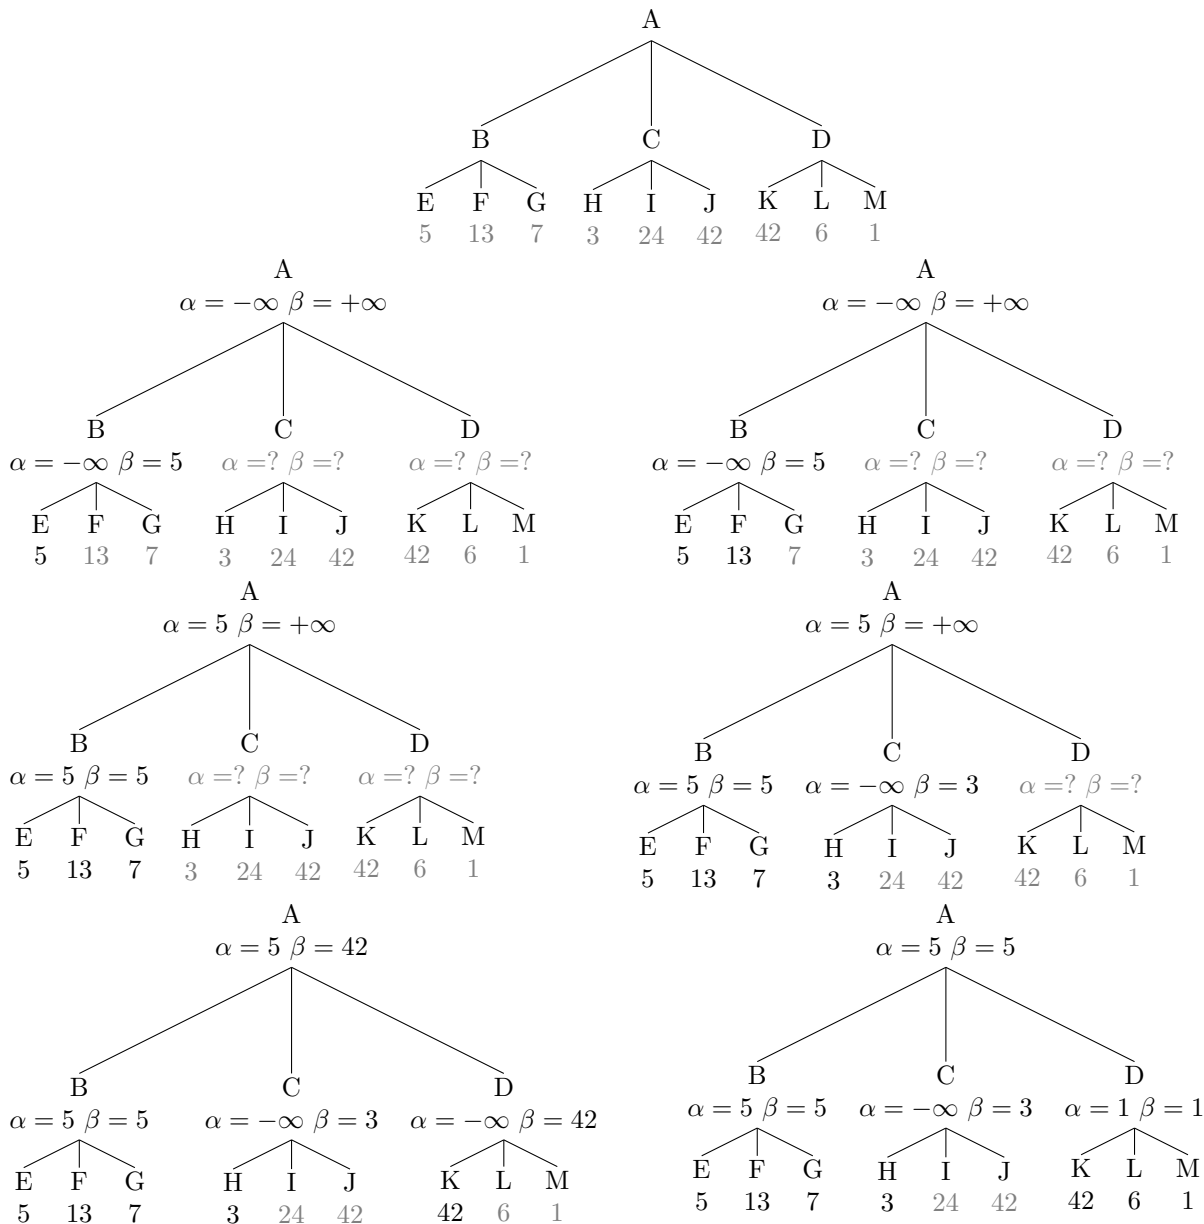 A
B C D
E F G H I J K L M
5 13 7 3 24 42 42 6 1
A
α = −∞ β = +∞
B C D
α = −∞ β = 5 α =? β =? α =? β =?
E F G H I J K L M
5 13 7 3 24 42 42 6 1
A
α = −∞ β = +∞
B C D
α = −∞ β = 5 α =? β =? α =? β =?
E F G H I J K L M
5 13 7 3 24 42 42 6 1
A
α = 5 β = +∞
B C D
α = 5 β = 5 α =? β =? α =? β =?
E F G H I J K L M
5 13 7 3 24 42 42 6 1
A
α = 5 β = +∞
B C D
α = 5 β = 5 α = −∞ β = 3 α =? β =?
E F G H I J K L M
5 13 7 3 24 42 42 6 1
A
α = 5 β = 42
B C D
α = 5 β = 5 α = −∞ β = 3 α = −∞ β = 42
E F G H I J K L M
5 13 7 3 24 42 42 6 1
A
α = 5 β = 5
B C D
α = 5 β = 5 α = −∞ β = 3 α = 1 β = 1
E F G H I J K L M
5 13 7 3 24 42 42 6 1